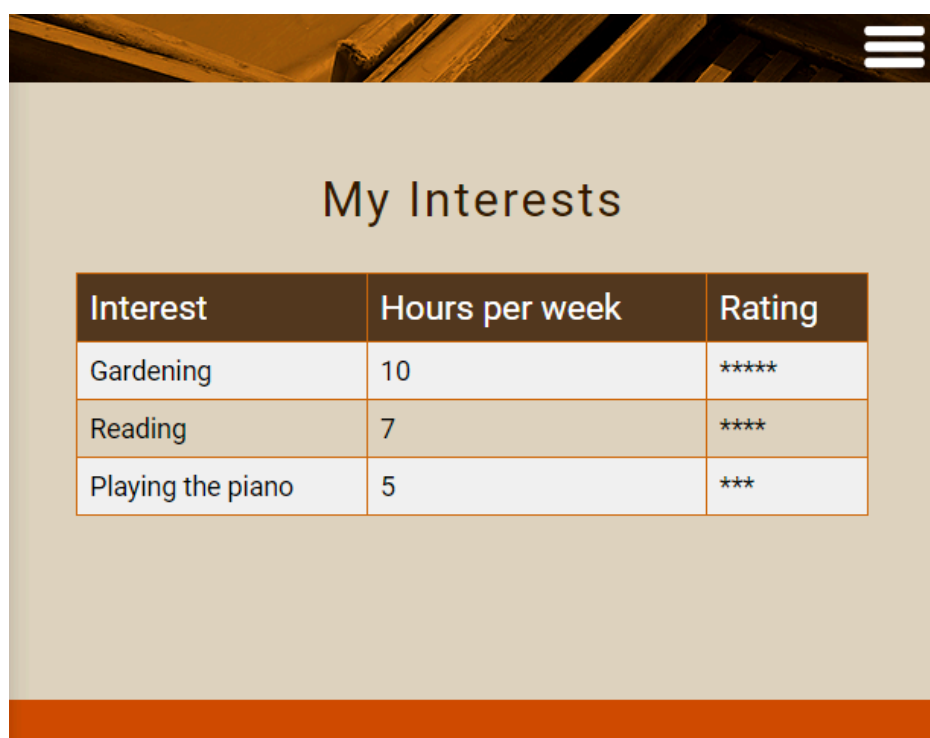 My Interests
Interest Hours per week Rating
Gardening 10 *****
Reading 7 ****
Playing the piano 5 ***